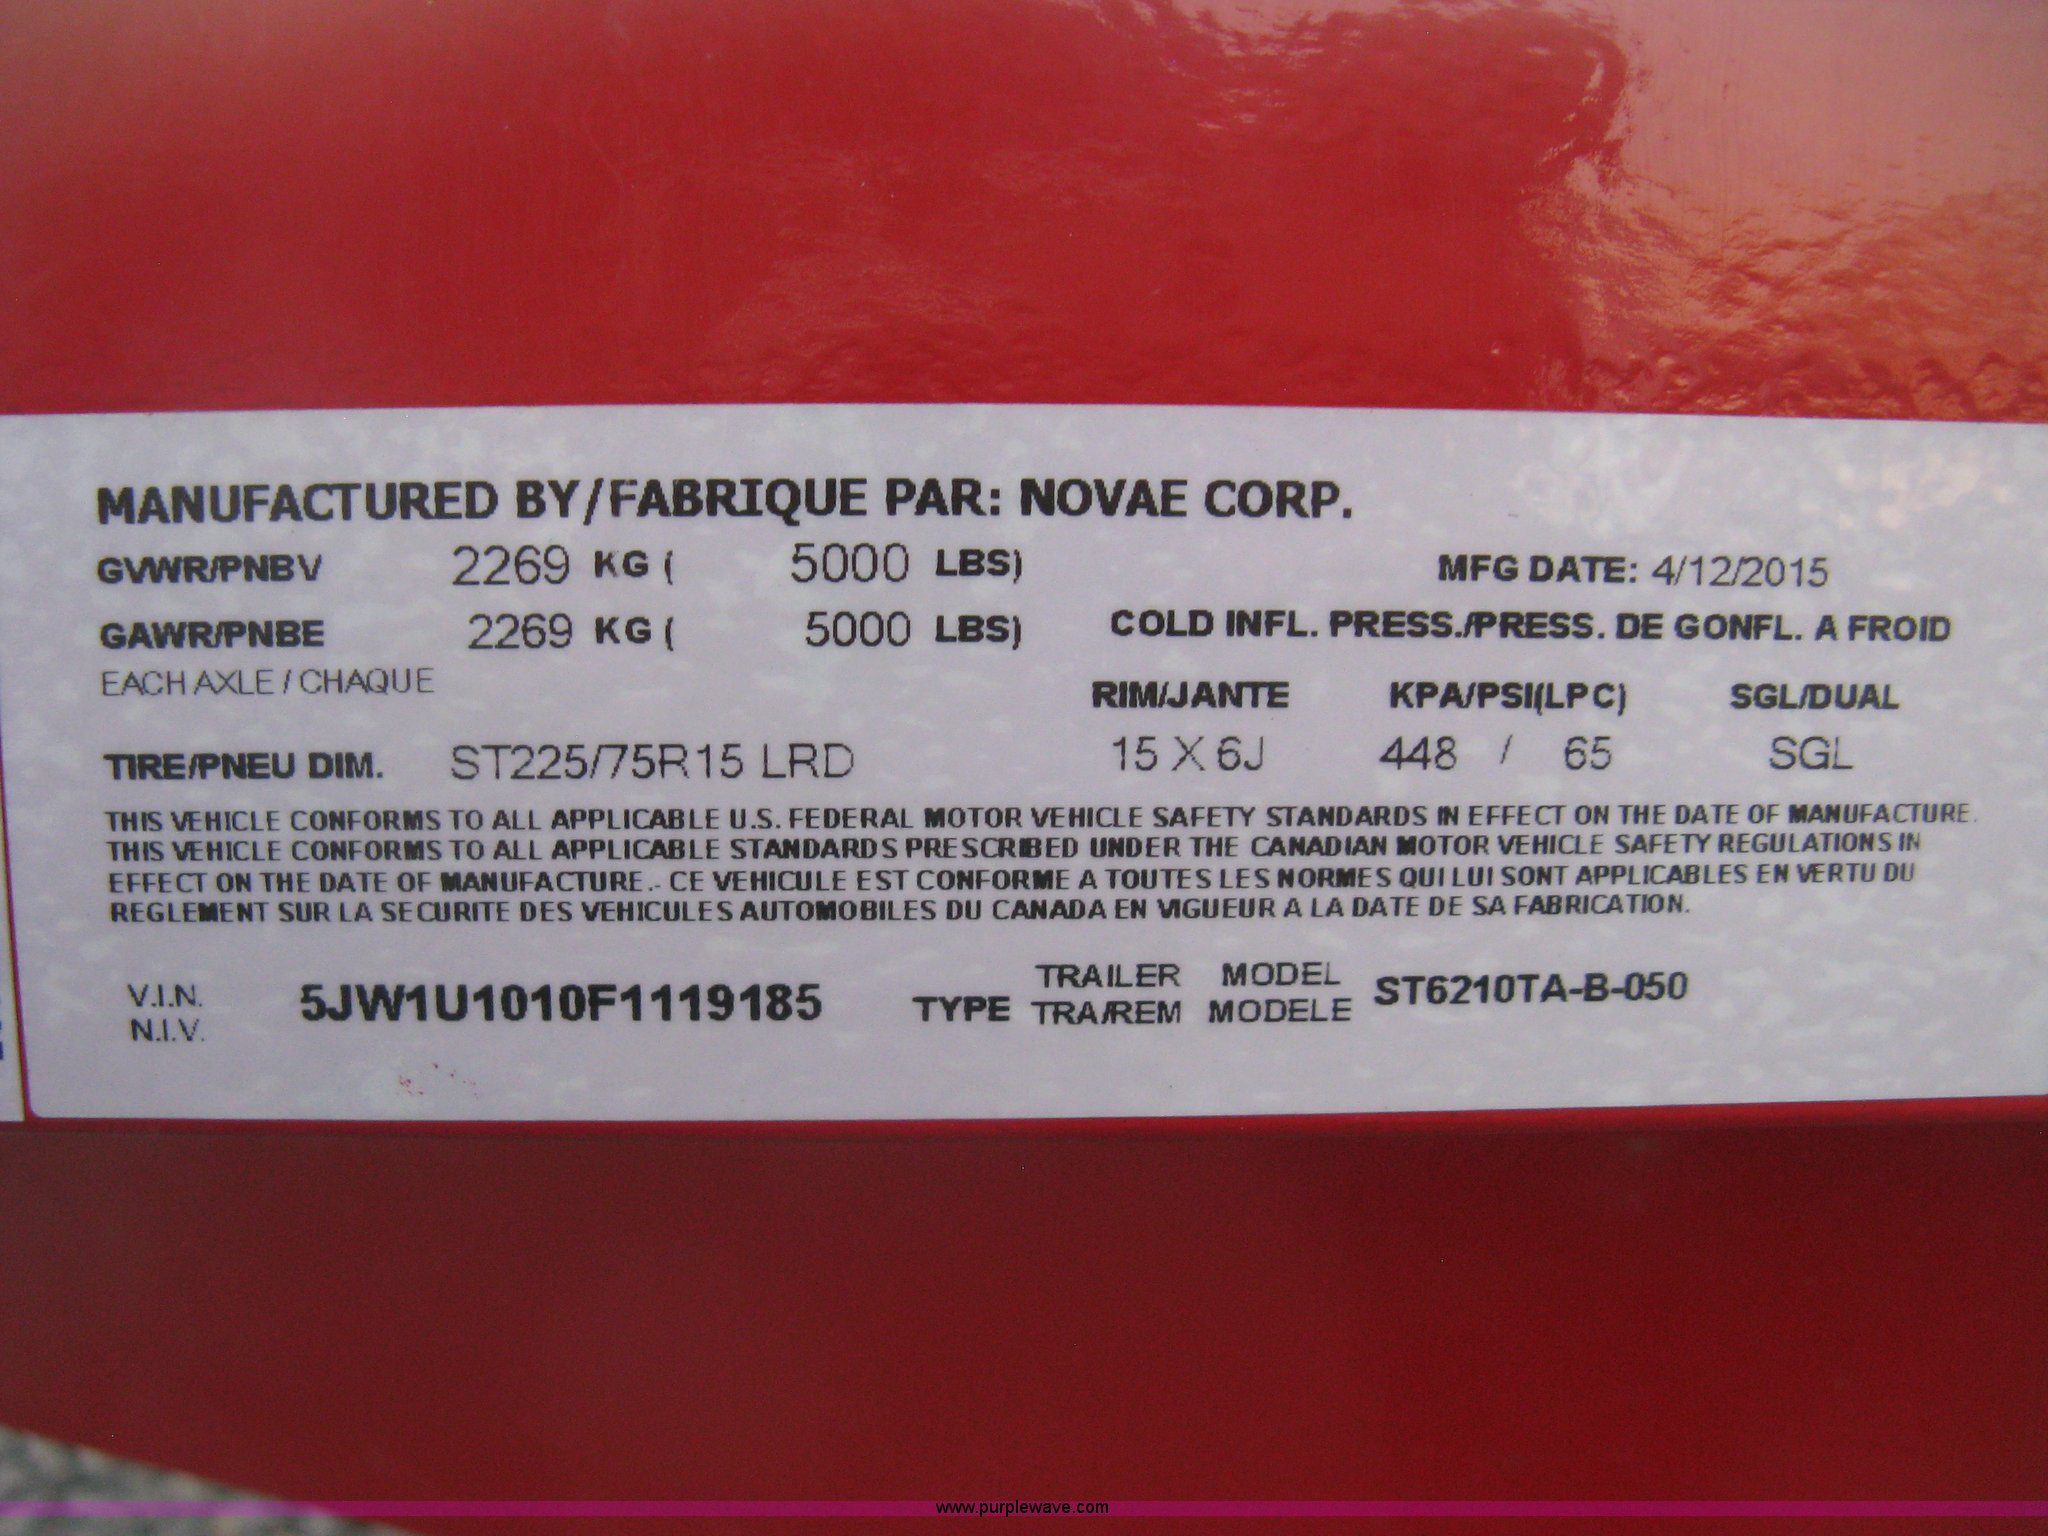 MANUFACTURED BY/FABRIQUE PAR: NOVAE CORP.
GVWR/PNBV 2269 KG ( 5000 LBS) MFG DATE: 4/12/2015
GAWR/PNBE 2269 KG ( 5000 LBS) COLD INFL. PRESS./PRESS. DE GONFL. A FROID
EACH AXLE / CHAQUE
RIM/JANTE KPA/PSI(LPC) SGL/DUAL
TIRE/PNEU DIM. ST225/75R15 LRD 15 X 6J 448 / 65 SGL
THIS VEHICLE CONFORMS TO ALL APPLICABLE U.S. FEDERAL MOTOR VEHICLE SAFETY STANDARDS IN EFFECT ON THE DATE OF MANUFACTURE.
THIS VEHICLE CONFORMS TO ALL APPLICABLE STANDARDS PRESCRIBED UNDER THE CANADIAN MOTOR VEHICLE SAFETY REGULATIONS IN
EFFECT ON THE DATE OF MANUFACTURE.- CE VEHICULE EST CONFORME A TOUTES LES NORMES QUI LUI SONT APPLICABLES EN VERTU DU
REGLEMENT SUR LA SECURITE DES VEHICULES AUTOMOBILES DU CANADA EN VIGUEUR A LA DATE DE SA FABRICATION.
V.I.N. 5JW1U1010F1119185 TYPE TRAILER MODEL ST6210TA-B-050
N.I.V. TRA/REM MODELE
www.purplewave.com